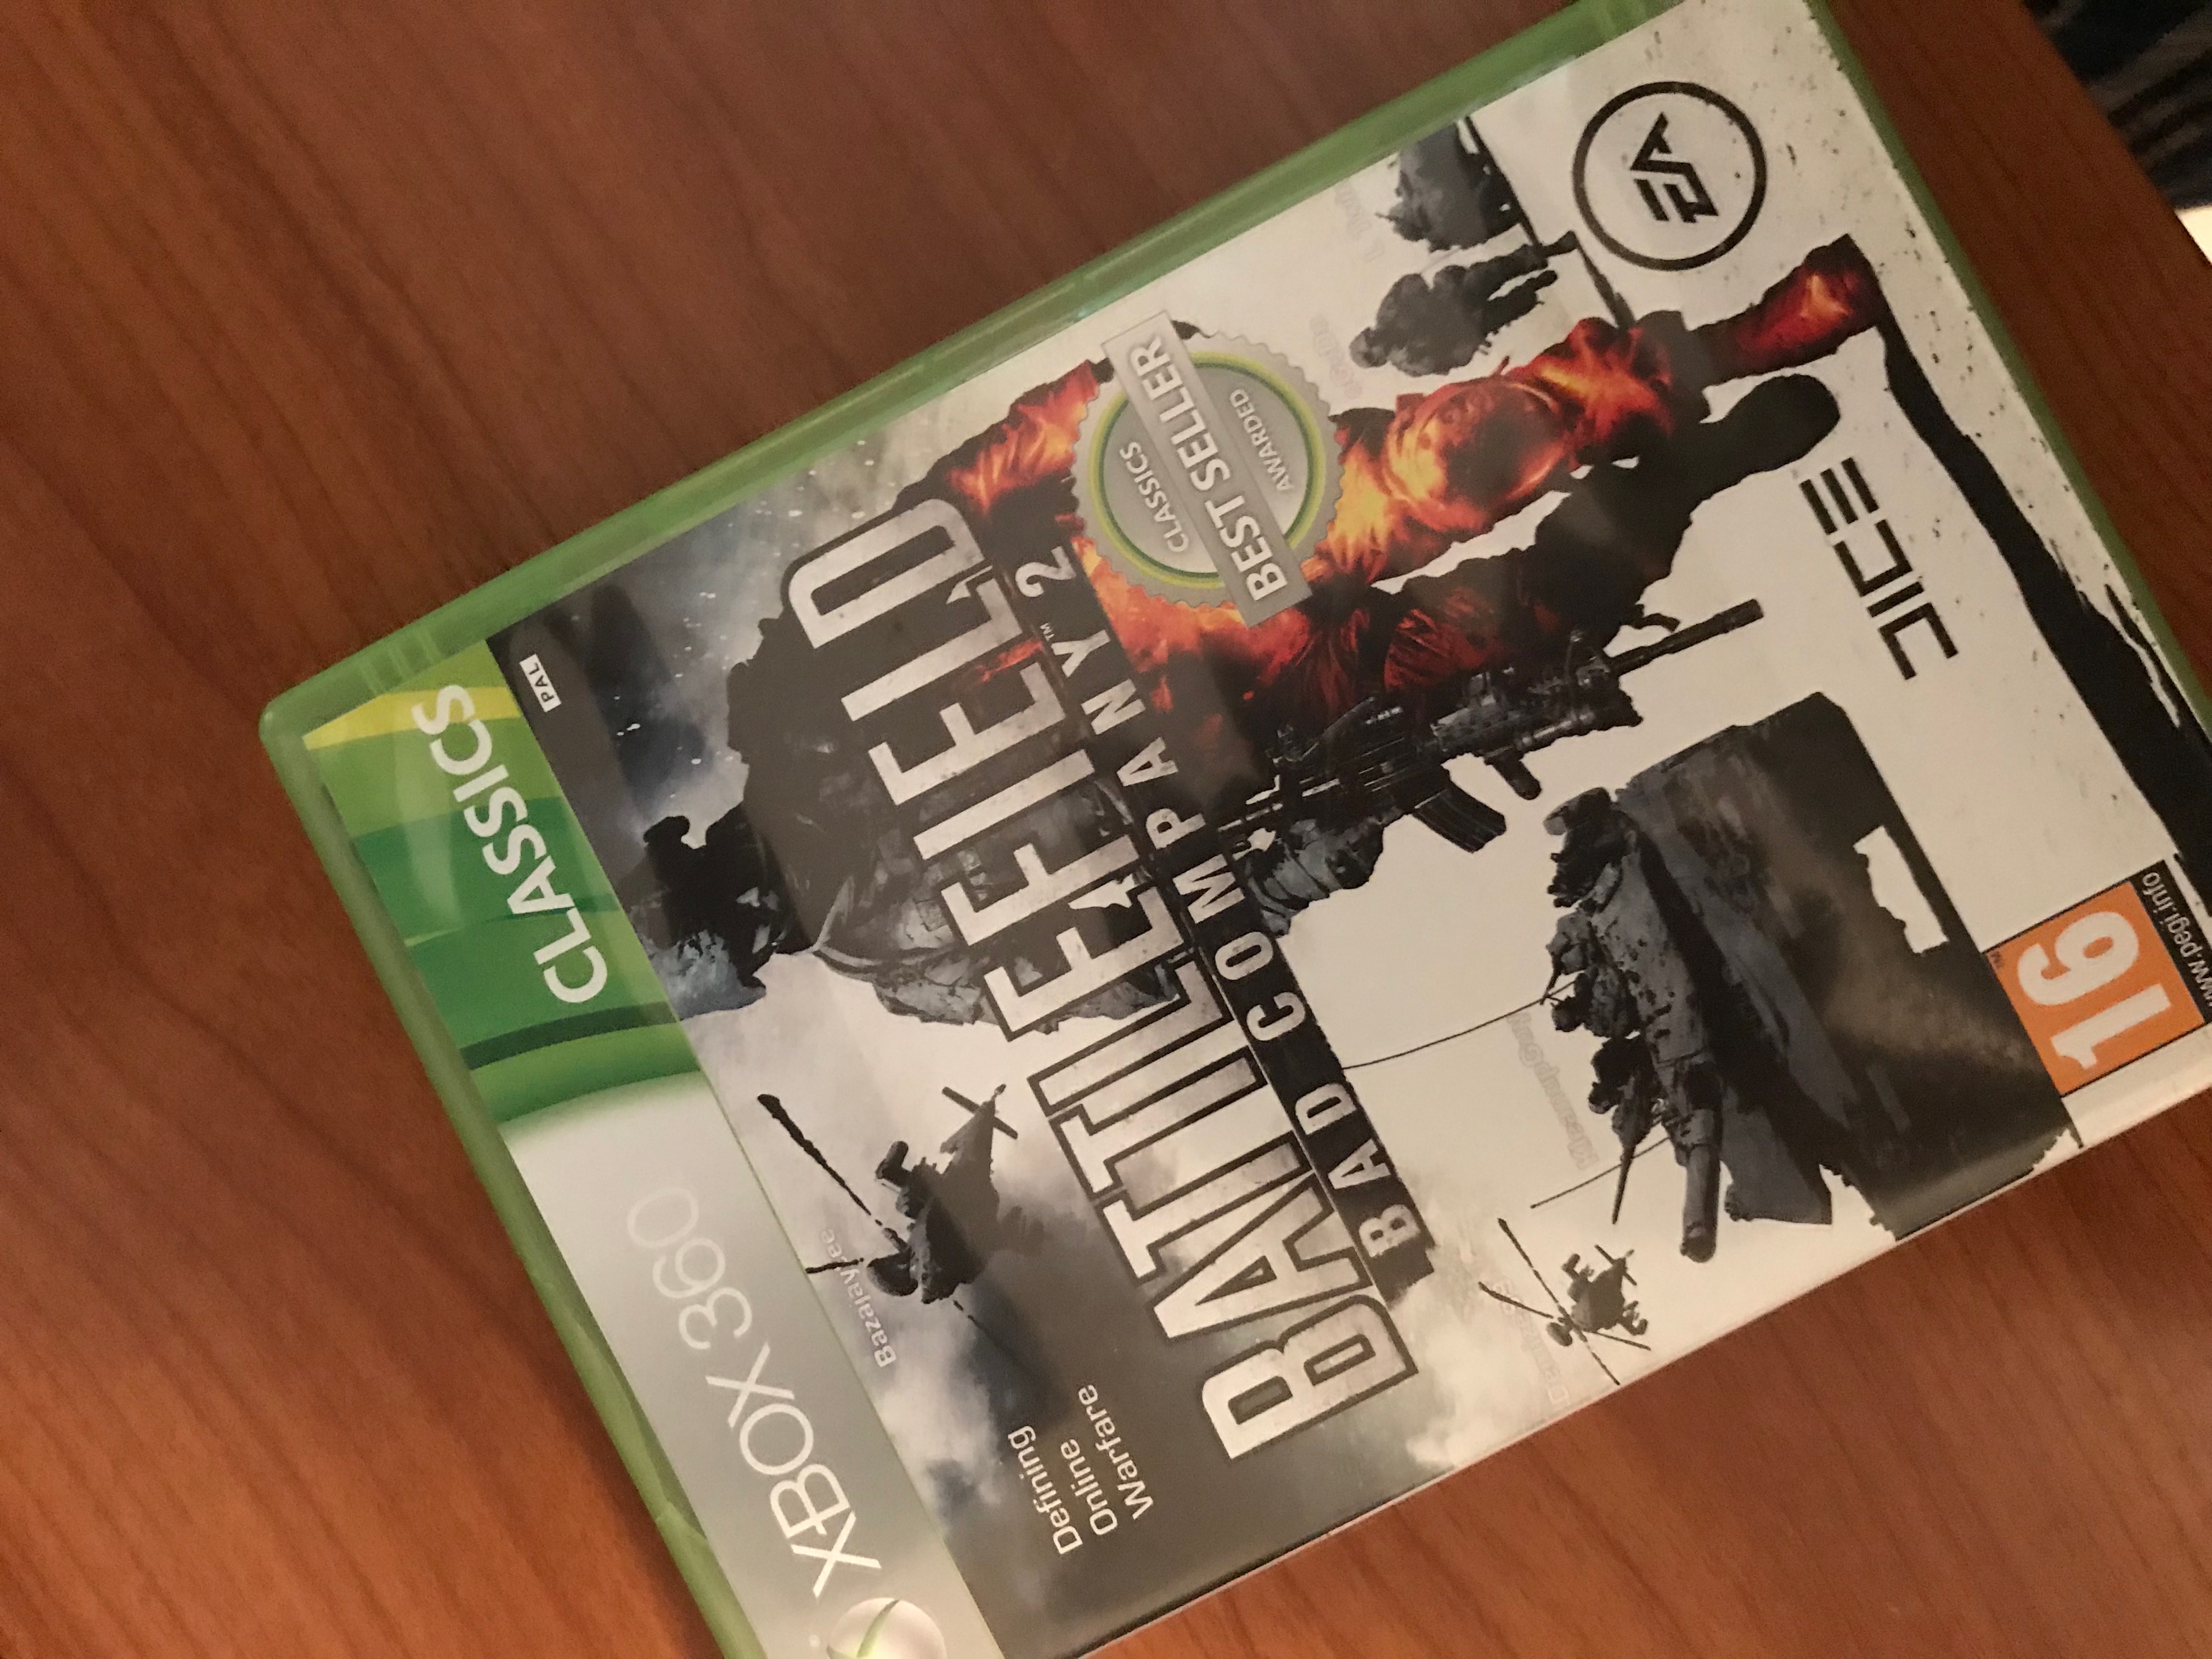 XBOX 360
CLASSICS
PAL
Defining
Online
Warfare
BATTLEFIELD
BAD COMPANY™ 2
CLASSICS
BEST SELLER
AWARDED
16
www.pegi.info
DICE
EA